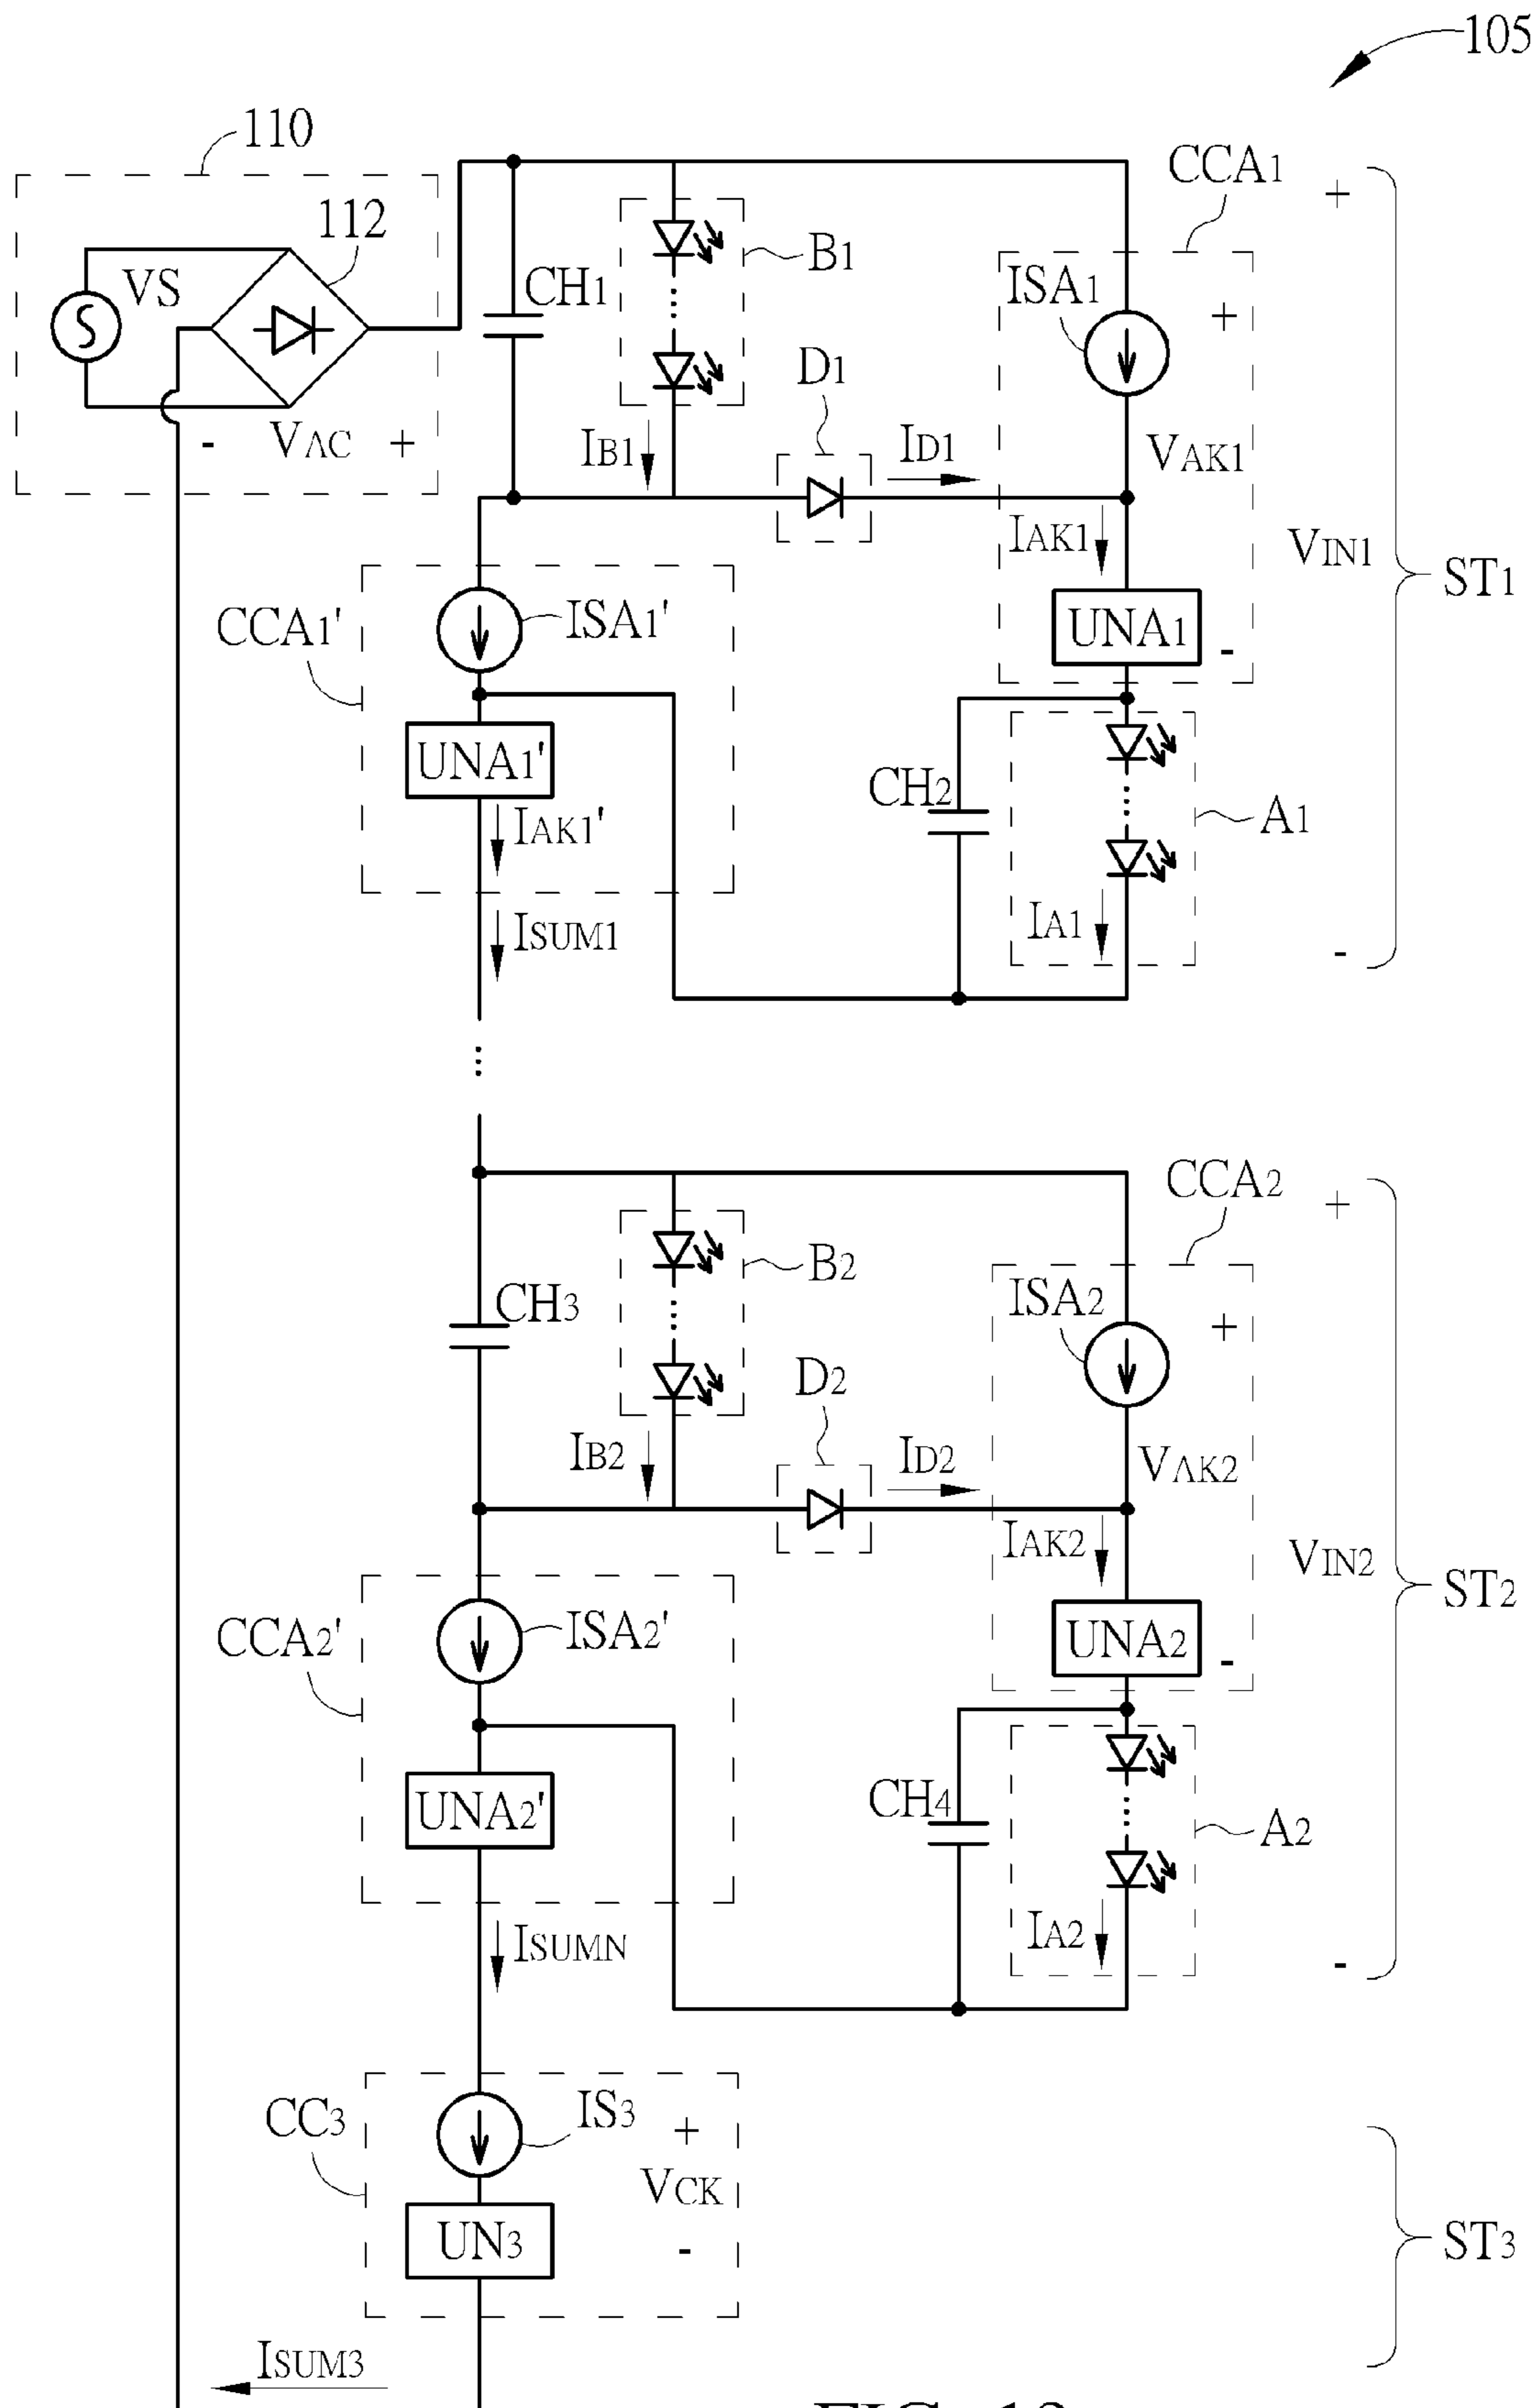 105
110
112
VS
VAC
-
+
CH1
B1
CCA1
ISA1
+
D1
IB1
ID1
VAK1
IAK1
UNA1
-
+
VIN1
-
ST1
CCA1'
ISA1'
UNA1'
IAK1'
ISUM1
CH2
A1
IA1
CCA2
+
B2
CH3
ISA2
+
D2
IB2
ID2
VAK2
IAK2
VIN2
ST2
CCA2'
ISA2'
UNA2
-
UNA2'
CH4
A2
IA2
-
ISUMN
CC3
IS3
+
VCK
-
UN3
ST3
ISUM3